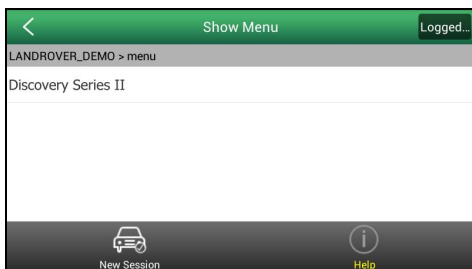 Show Menu
Logged...
LANDROVER_DEMO > menu
Discovery Series II
New Session
Help